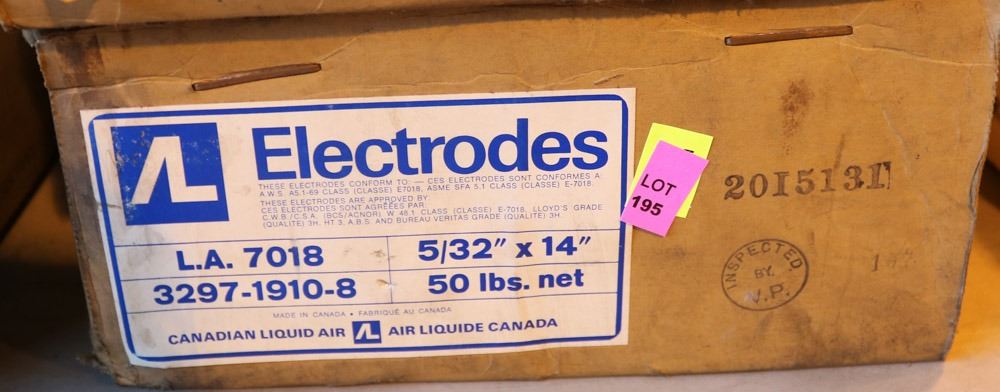 AL
Electrodes
THESE ELECTRODES CONFORM TO: — CES ELECTRODES SONT CONFORMES A:
A.W.S. A5.1-69 CLASS (CLASSE) E7018, ASME SFA 5.1 CLASS (CLASSE) E-7018.
THESE ELECTRODES ARE APPROVED BY:
CES ELECTRODES SONT AGRÉÉES PAR
C.W.B./C.S.A. (BCS/ACNOR) W 48.1 CLASS (CLASSE) E-7018, LLOYD'S GRADE
(QUALITE) 3H, HT 3, A.B.S. AND BUREAU VERITAS GRADE (QUALITE) 3H.
L.A. 7018
5/32" x 14"
3297-1910-8
50 lbs. net
MADE IN CANADA • FABRIQUÉ AU CANADA
CANADIAN LIQUID AIR AL AIR LIQUIDE CANADA
LOT
195
2015131
INSPECTED
BY.
P.